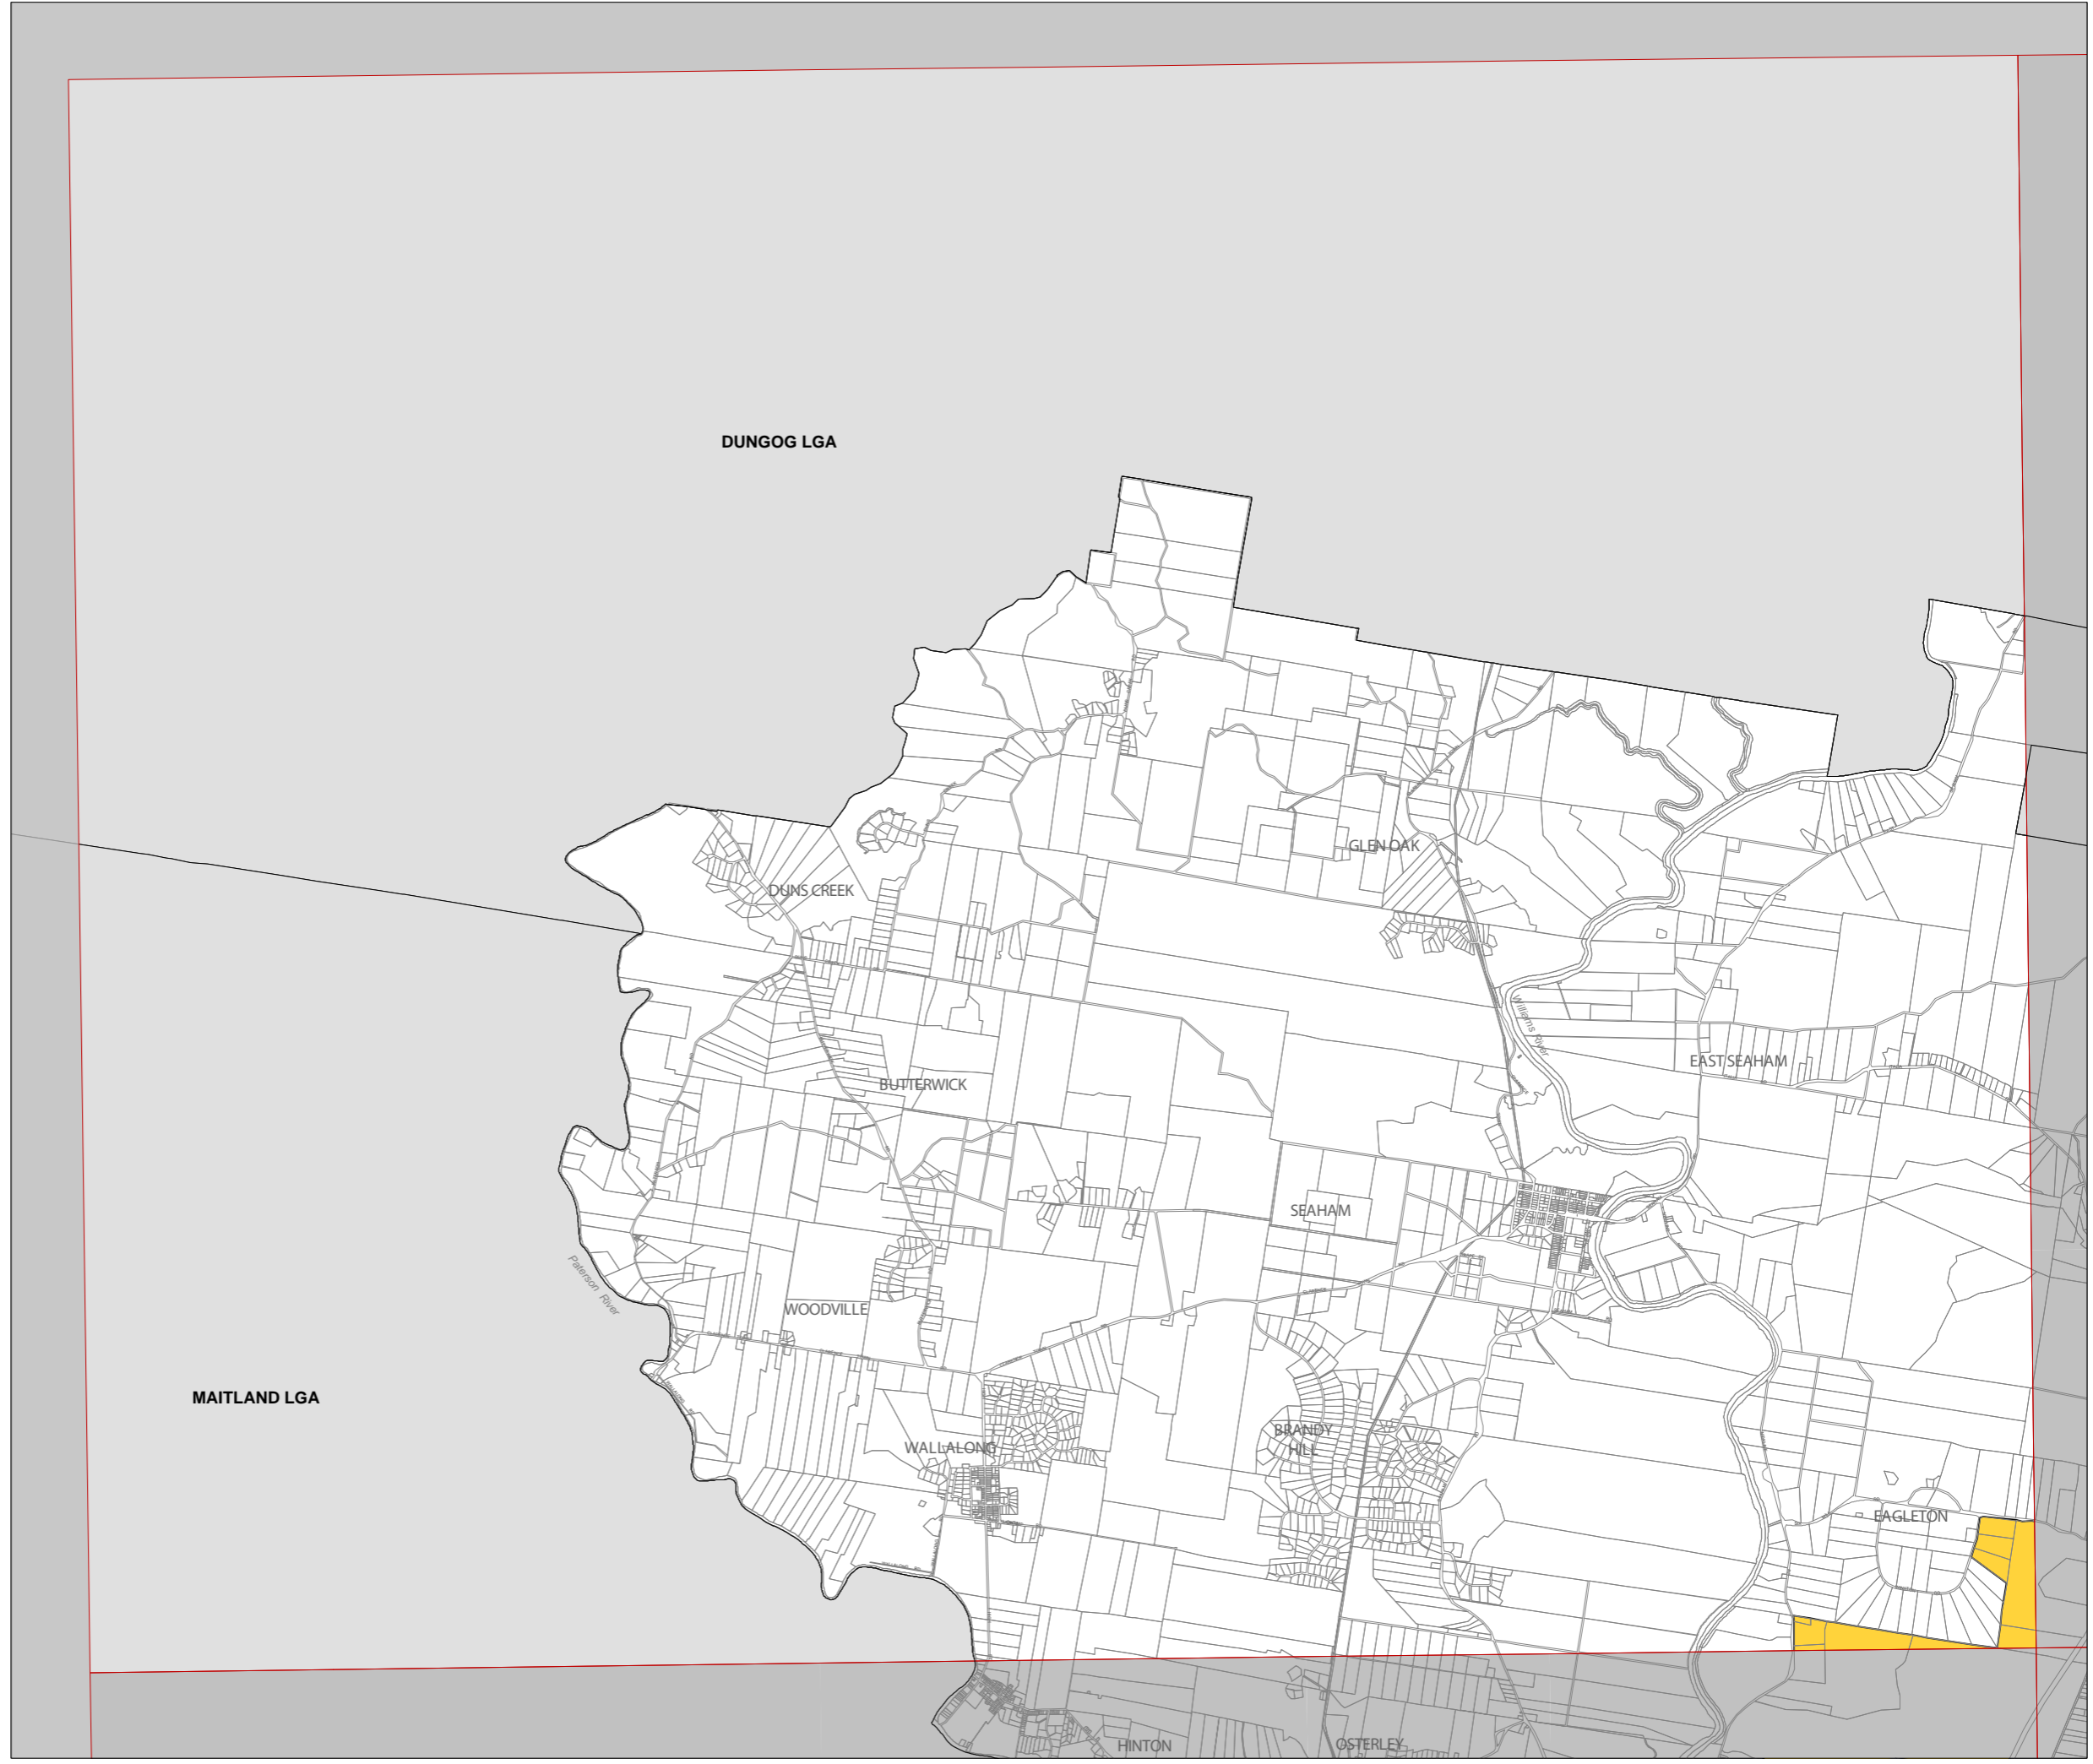 DUNGOG LGA
GLEN OAK
DUNS CREEK
Williams River
EAST SEAHAM
BUTTERWICK
SEAHAM
Paterson River
WOODVILLE
MAITLAND LGA
BRANDY
HILL
WALLALONG
EAGLETON
HINTON
OSTERLEY